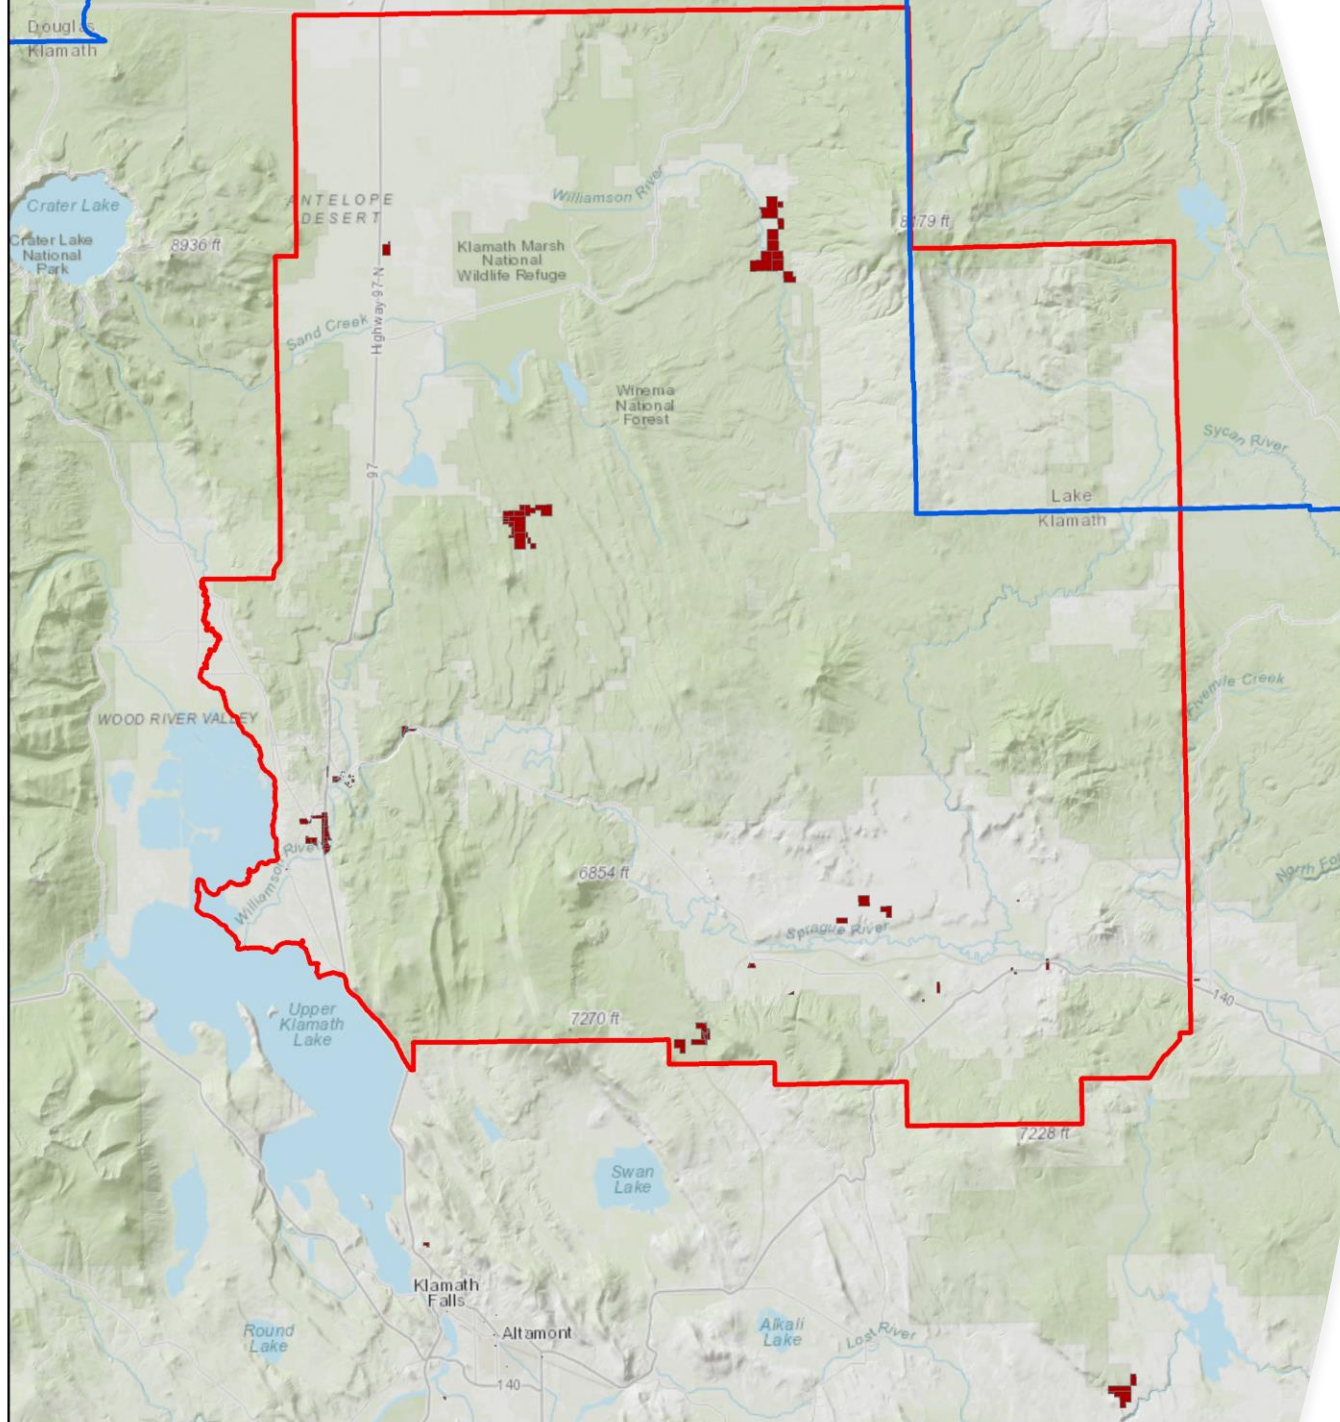 Douglas
Klamath
Crater Lake
Crater Lake
National
Park
8936 ft
ANTELOPE
DESERT
Williamson River
Klamath Marsh
National
Wildlife Refuge
8179 ft
Highway 97 N
Sand Creek
Winema
National
Forest
97
Sycan River
Lake
Klamath
Fivemile Creek
WOOD RIVER VALLEY
Williamson River
6854 ft
Sprague River
North Fo
140
Upper
Klamath
Lake
7270 ft
7228 ft
Swan
Lake
Klamath
Falls
Altamont
Round
Lake
Alkali
Lake
Lost River
140